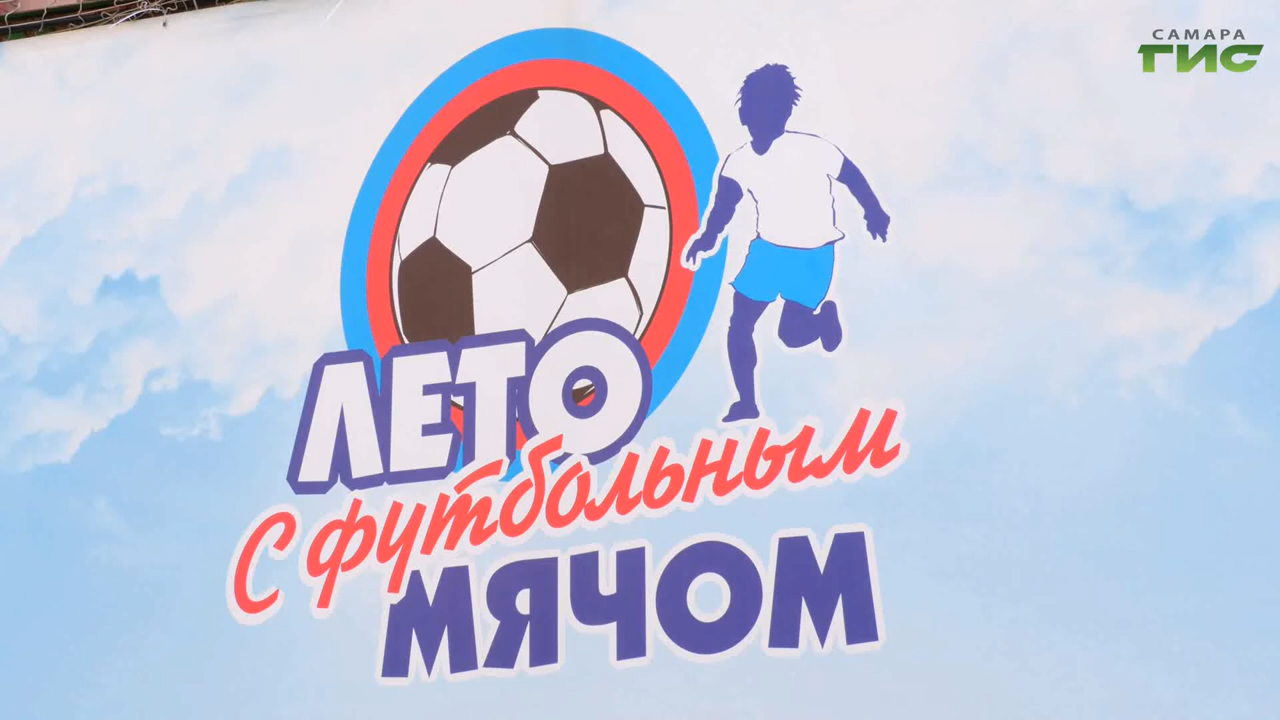 САМАРА
ГИС
ЛЕТО
С футбольным
МЯЧОМ